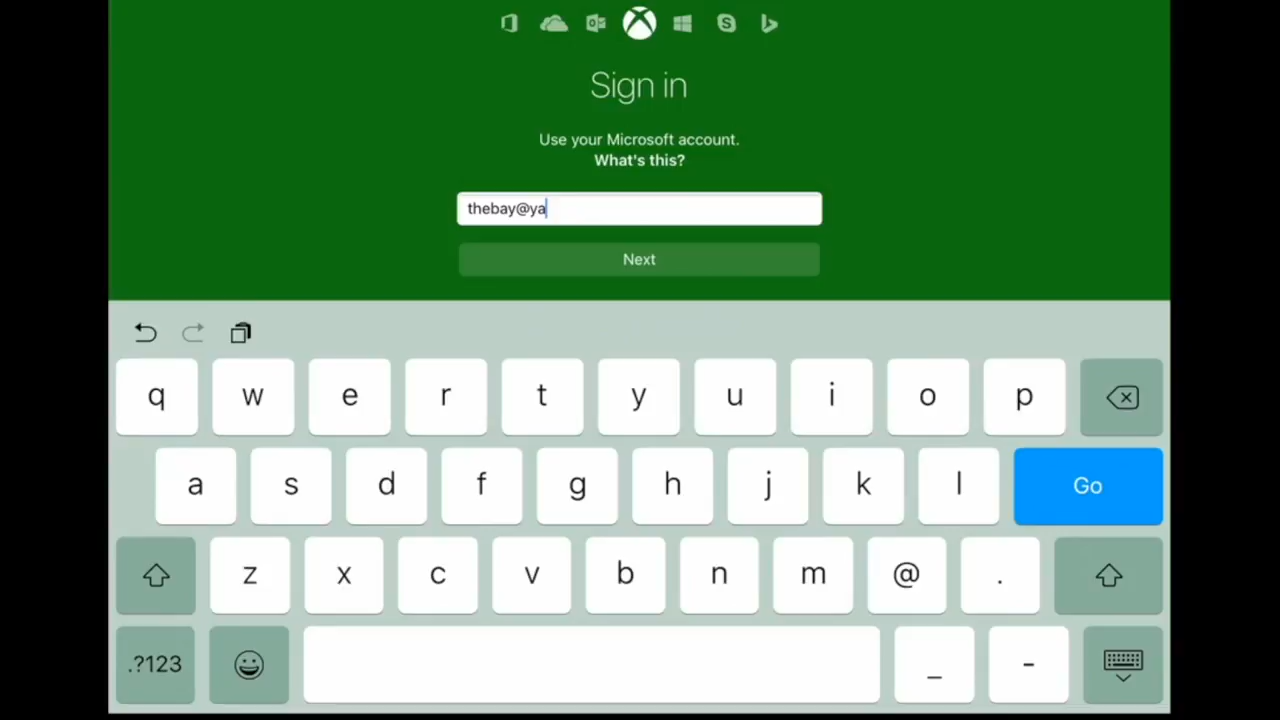 Sign in
Use your Microsoft account.
What's this?
thebay@ya
Next
q w e r t y u i o p
a s d f g h j k l Go
z x c v b n m @ .
.?123 _ -